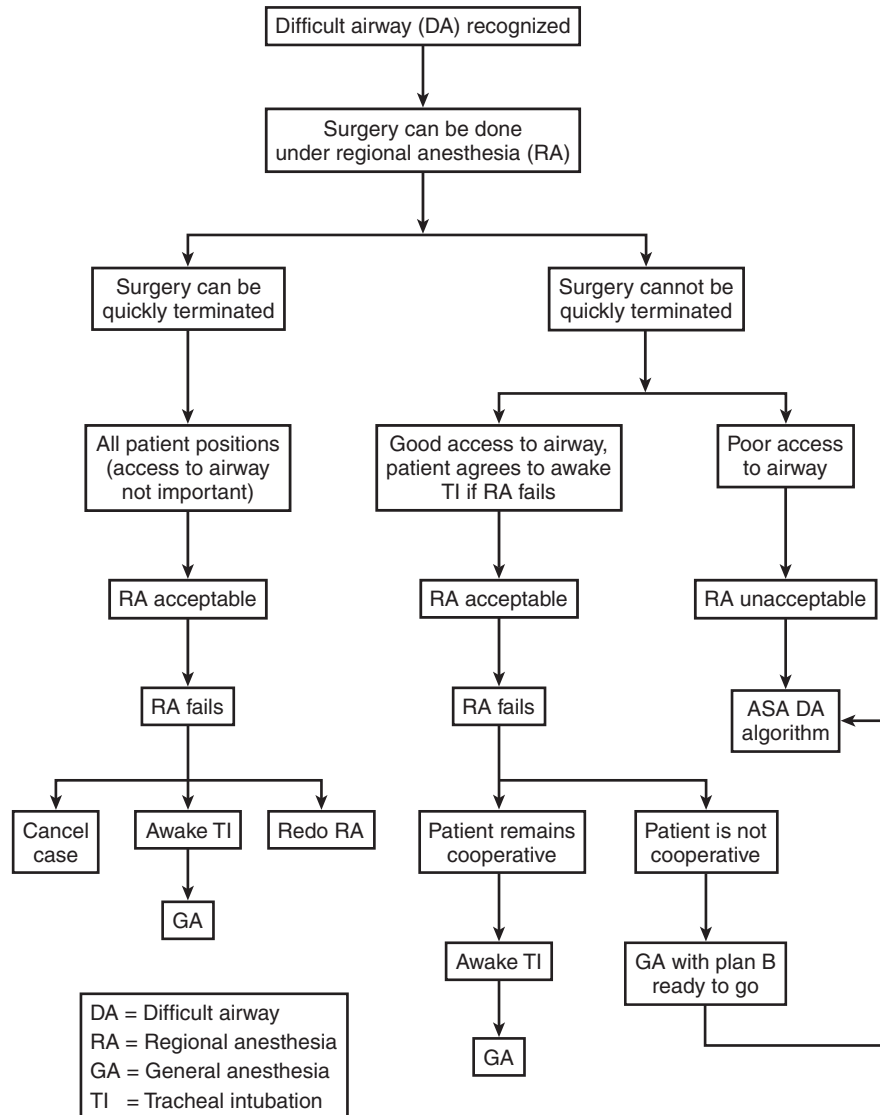 Difficult airway (DA) recognized
Surgery can be done
under regional anesthesia (RA)
Surgery can be
quickly terminated
Surgery cannot be
quickly terminated
All patient positions
(access to airway
not important)
Good access to airway,
patient agrees to awake
TI if RA fails
Poor access
to airway
RA acceptable
RA acceptable
RA unacceptable
RA fails
RA fails
ASA DA
algorithm
Cancel
case
Awake TI
Redo RA
Patient remains
cooperative
Patient is not
cooperative
GA
Awake TI
GA with plan B
ready to go
GA
DA = Difficult airway
RA = Regional anesthesia
GA = General anesthesia
TI = Tracheal intubation